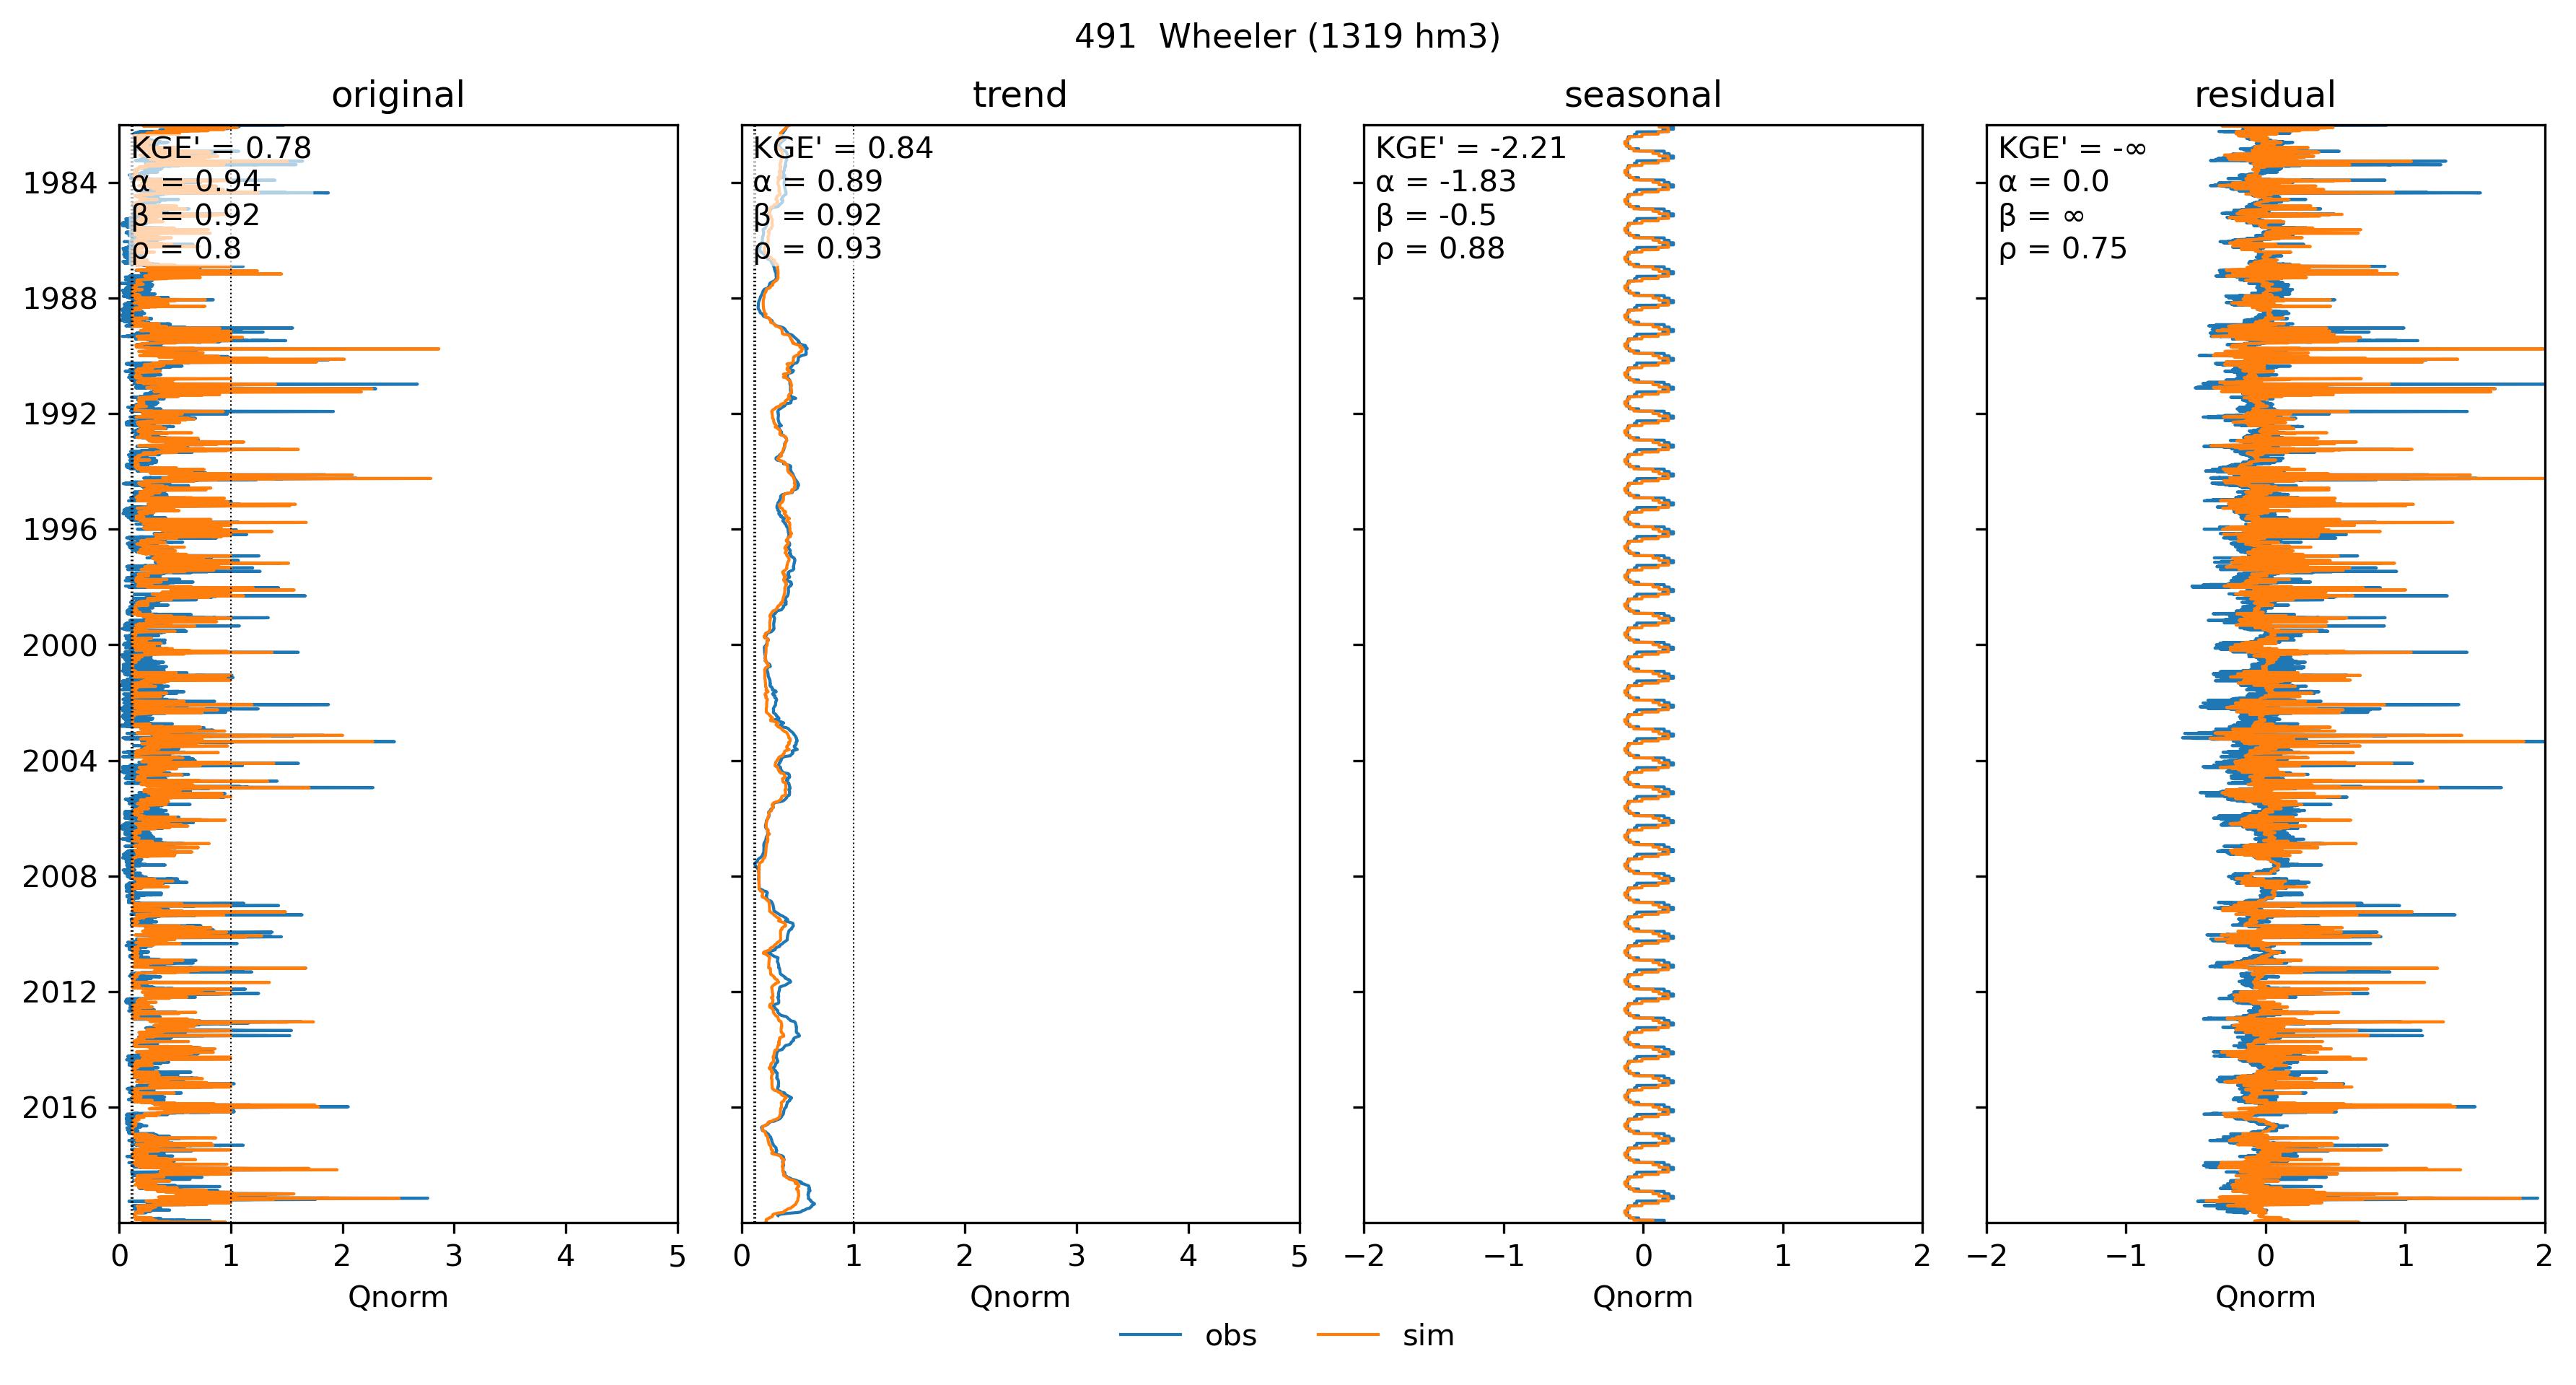 491  Wheeler (1319 hm3)
original
trend
seasonal
residual
KGE' = 0.78
α = 0.94
β = 0.92
ρ = 0.8
KGE' = 0.84
α = 0.89
β = 0.92
ρ = 0.93
KGE' = -2.21
α = -1.83
β = -0.5
ρ = 0.88
KGE' = -∞
α = 0.0
β = ∞
ρ = 0.75
1984
1988
1992
1996
2000
2004
2008
2012
2016
0 1 2 3 4 5
0 1 2 3 4 5
−2 −1 0 1 2
−2 −1 0 1 2
Qnorm
Qnorm
Qnorm
Qnorm
obs
sim